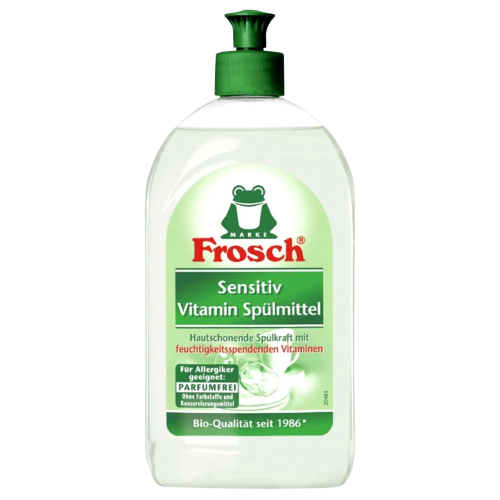 MARKE
Frosch®
Sensitiv
Vitamin Spülmittel
Hautschonende Spülkraft mit
feuchtigkeitsspendenden Vitaminen
Für Allergiker
geeignet:
PARFUMFREI
Ohne Farbstoffe und
Konservierungsmittel
20483
Bio-Qualität seit 1986*